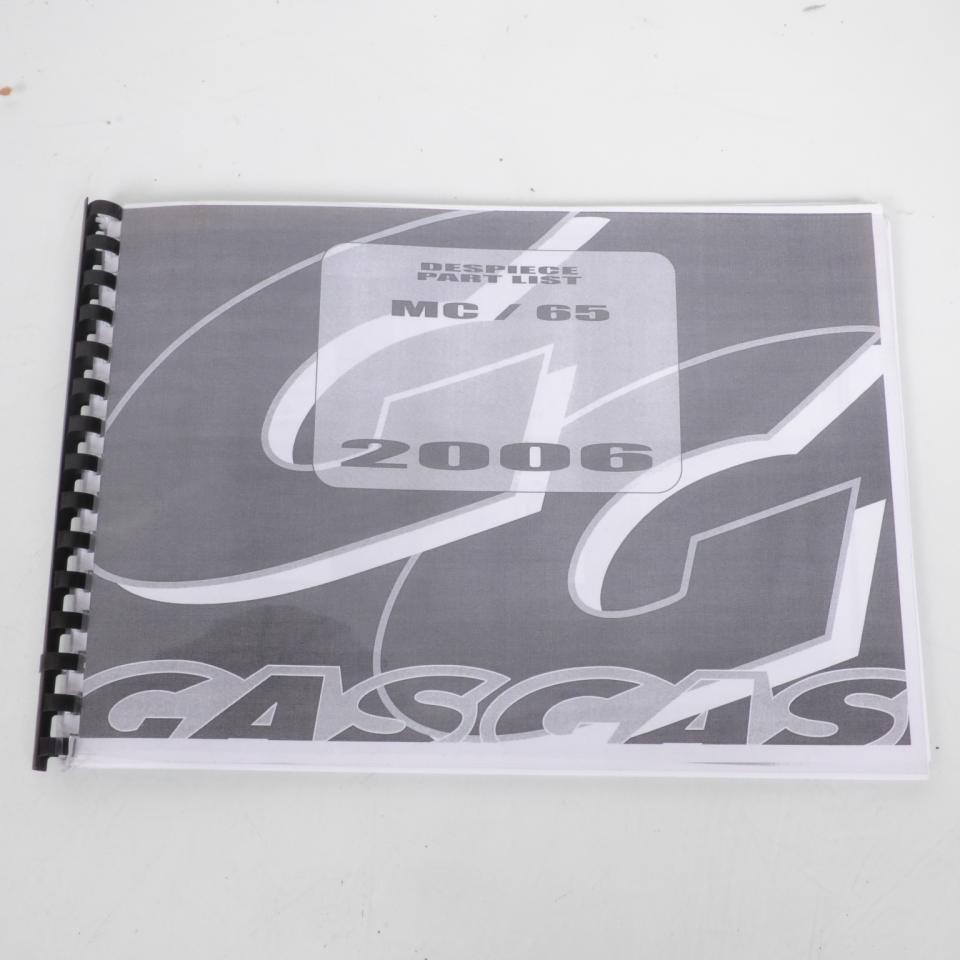 DESPIECE
PART LIST
MC / 65
2006
GASGAS